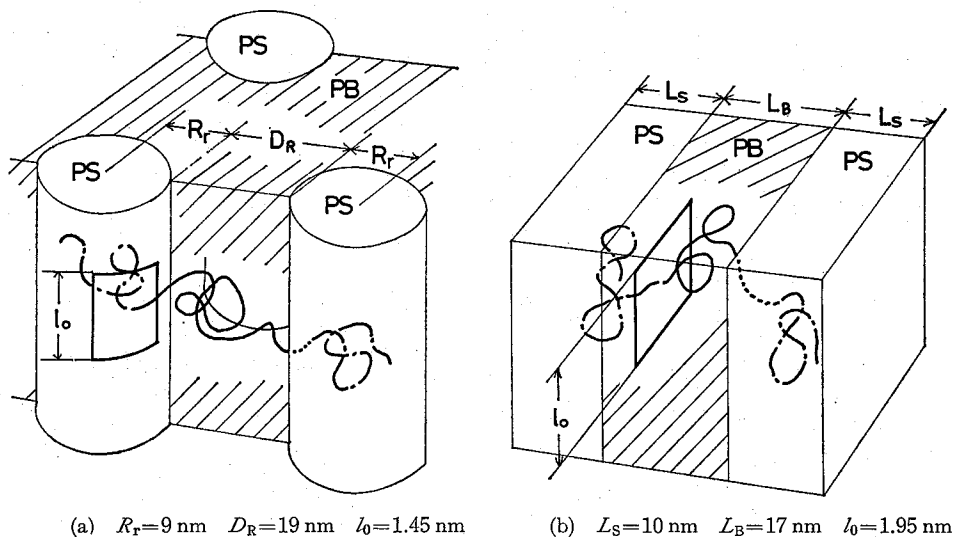 PS
PB
Rr
DR
Rr
PS
PS
lo
LS
LB
LS
PS
PB
PS
lo
(a) Rr=9 nm DR=19 nm l0=1.45 nm
(b) LS=10 nm LB=17 nm l0=1.95 nm